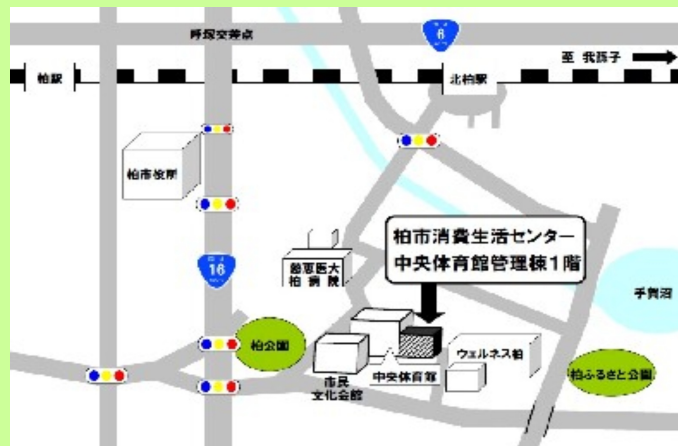 呼塚交差点
6
至 我孫子
柏駅
北柏駅
柏市役所
柏市消費生活センター
中央体育館管理棟1階
16
慈恵医大
柏病院
手賀沼
柏公園
ウェルネス柏
市民
文化会館
中央体育館
柏ふるさと公園